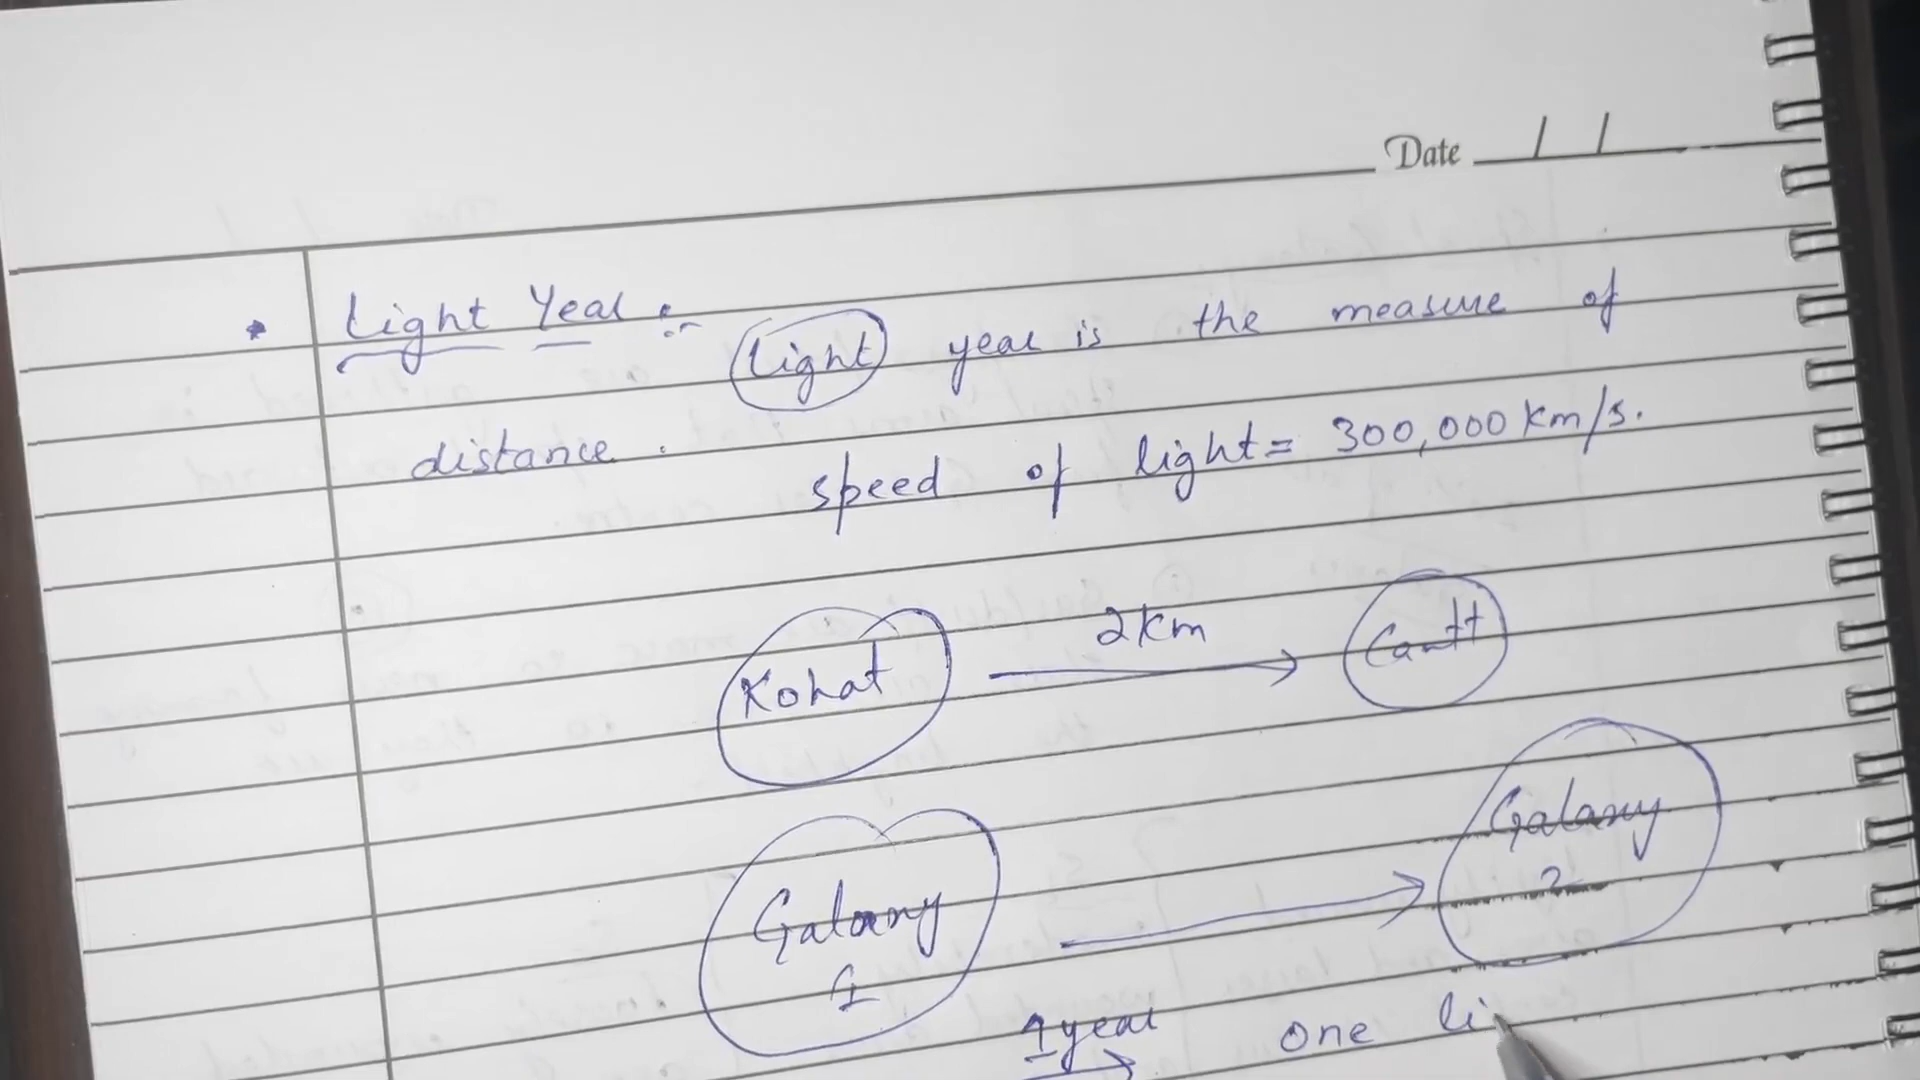 Date / /
Light Year :- Light year is the measure of
distance. speed of light = 300,000 km/s.
Kohat 2km Cantt
Galaxy 1 Galaxy 2
1 year One li